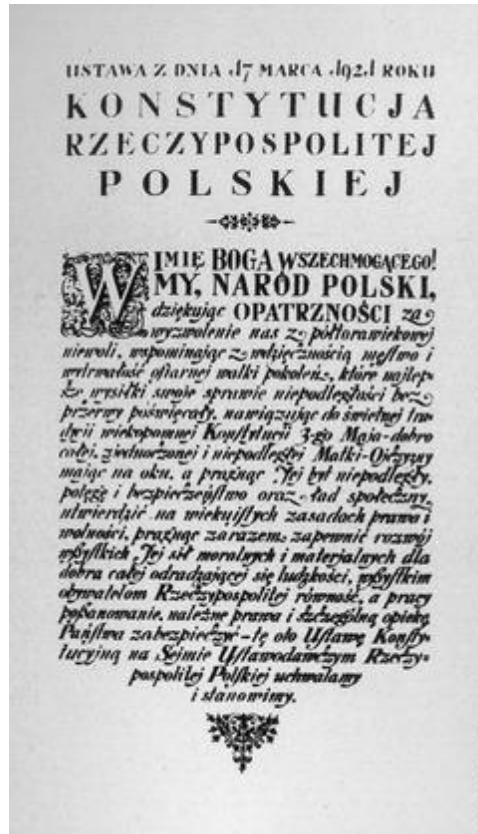 USTAWA Z DNIA 17 MARCA 1921 ROKU
KONSTYTUCJA
RZECZYPOSPOLITEJ
POLSKIEJ
W IMIĘ BOGA WSZECHMOGĄCEGO!
MY, NARÓD POLSKI,
dziękując OPATRZNOŚCI za
wyzwolenie nas z półtorawiekowej
niewoli, wspominając z wdzięcznością męstwo i
wytrwałość ofiarnej walki pokoleń, które najlep-
sze wysiłki swoje sprawie niepodległości bez
przerwy poświęcały, nawiązując do świetnej tra-
dycji wiekopomnej Konstytucji 3-go Maja-dobro
całej, zjednoczonej i niepodległej Matki-Ojczyzny
mając na oku, a pragnąc Jej byt niepodległy,
potęgę i bezpieczeństwo oraz ład społeczny
utwierdzić na wiekuistych zasadach prawa i
wolności, pragnąc zarazem zapewnić rozwój
wszystkich Jej sił moralnych i materjalnych dla
dobra całej odradzającej się ludzkości, wszystkim
obywatelom Rzeczypospolitej równość, a pracy
poszanowanie, należne prawa i szczególną opiekę
Państwa zabezpieczyć-tę oto Ustawę Konsty-
tucyjną na Sejmie Ustawodawczym Rzeczy-
pospolitej Polskiej uchwalamy
i stanowimy.